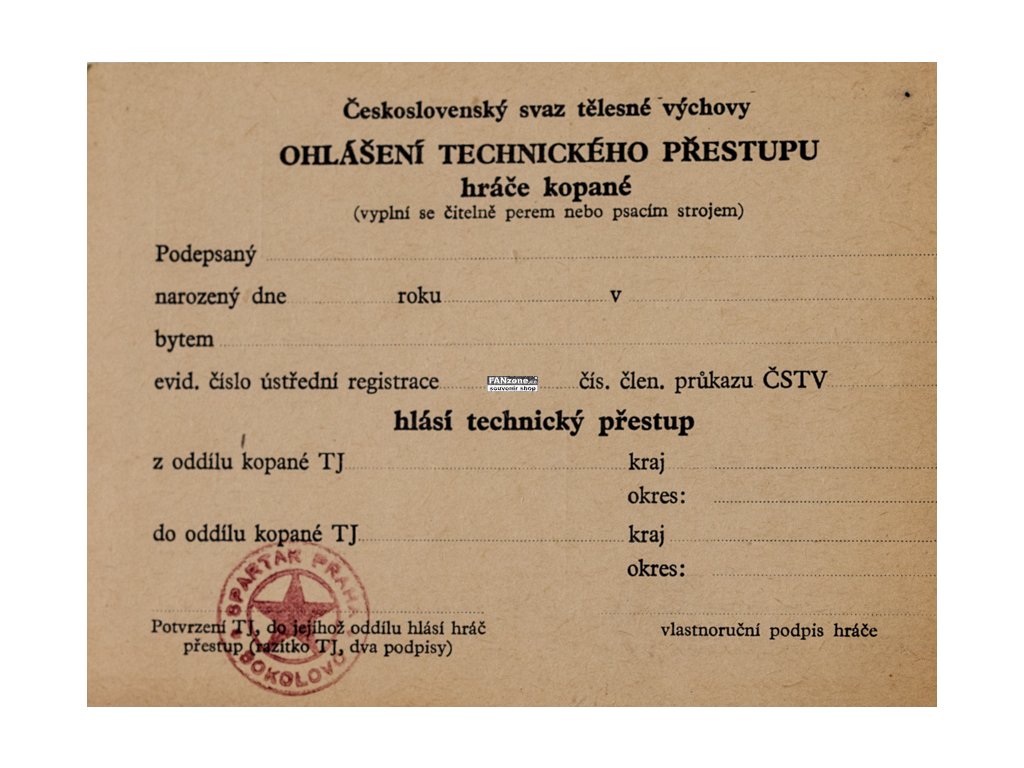 Československý svaz tělesné výchovy
OHLÁŠENÍ TECHNICKÉHO PŘESTUPU
hráče kopané
(vyplní se čitelně perem nebo psacím strojem)
Podepsaný
narozený dne roku v
bytem
evid. číslo ústřední registrace čís. člen. průkazu ČSTV
FANzone.cz
souvenir shop
hlásí technický přestup
z oddílu kopané TJ kraj
okres:
do oddílu kopané TJ kraj
okres:
SPARTAK PRAHA
SOKOLOVO
Potvrzení TJ, do jejíhož oddílu hlásí hráč
přestup (razítko TJ, dva podpisy)
vlastnoruční podpis hráče